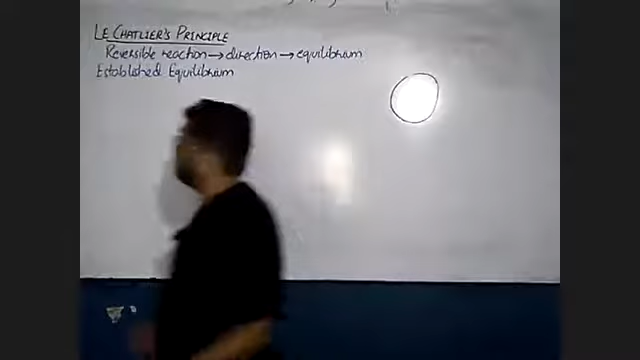 LE CHATLIER'S PRINCIPLE
Reversible reaction → direction → equilibrium
Established Equilibrium